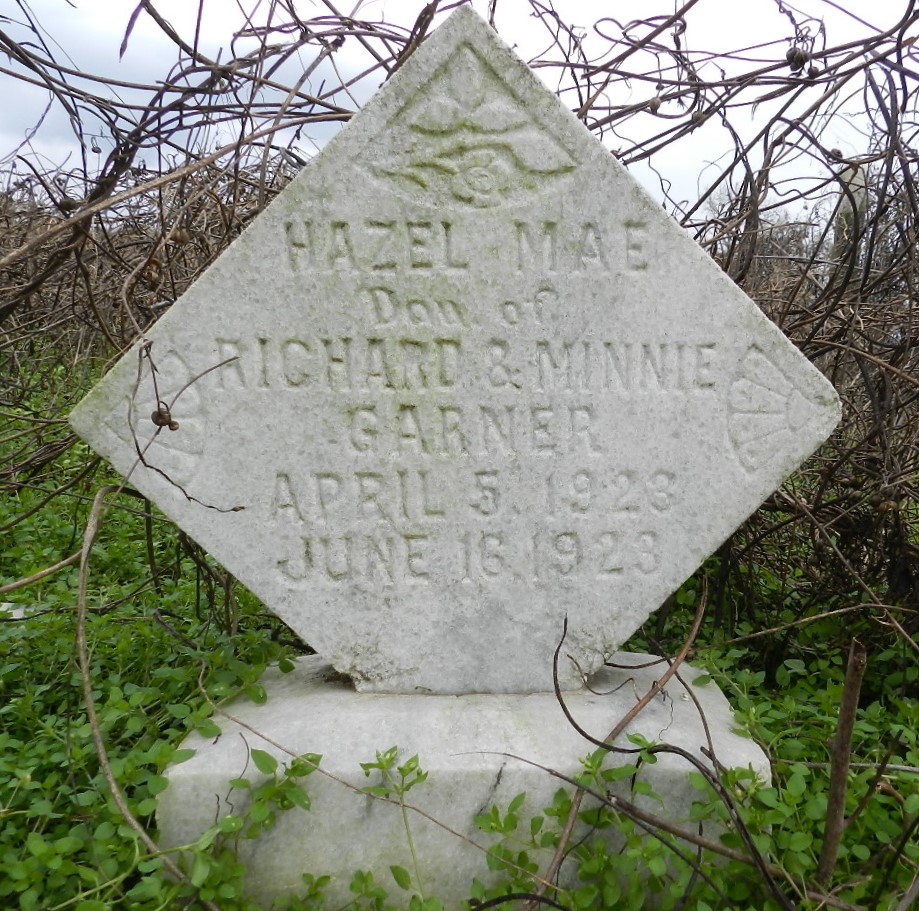 HAZEL MAE
Dau. of
RICHARD & MINNIE
GARNER
APRIL 5, 1923
JUNE 16, 1923